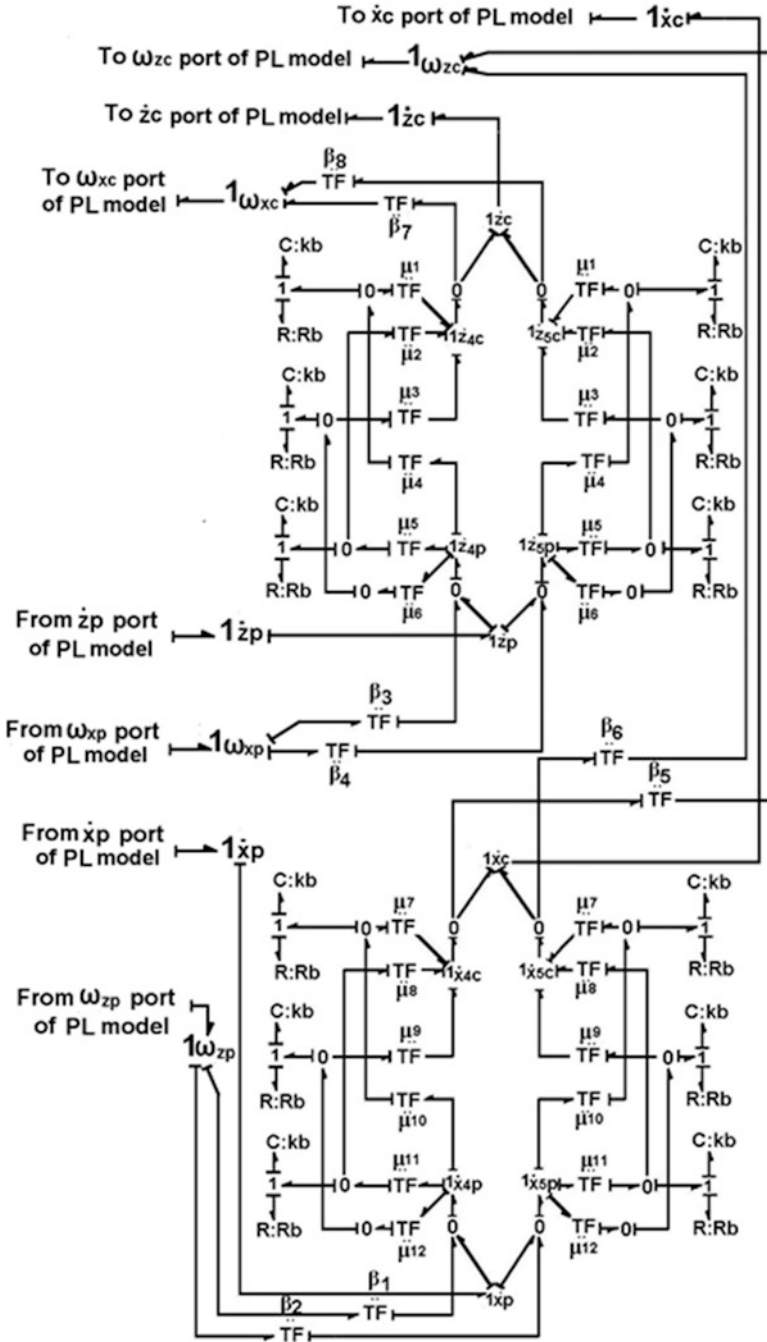 To ẋc port of PL model 1ẋc
To ωzc port of PL model 1ωzc
To żc port of PL model 1żc
β8
To ωxc port
of PL model
1ωxc
TF
TF
β7
1żc
C:kb C:kb
μ1 μ1
1 0 TF 0 0 TF 0 1
R:Rb TF 1ż4c 1ż5c TF R:Rb
μ2 μ2
C:kb C:kb
μ3 μ3
1 0 TF TF 0 1
R:Rb TF TF R:Rb
μ4 μ4
C:kb C:kb
μ5 μ5
1 0 TF 1ż4p 1ż5p TF 0 1
R:Rb 0 TF 0 0 TF 0 R:Rb
μ6 μ6
From żp port
of PL model
1żp 1żp
β3
TF
From ωxp port
of PL model
1ωxp
TF
β4
β6
TF
β5
TF
From ẋp port
of PL model
1ẋp
1ẋc
C:kb C:kb
μ7 μ7
1 0 TF 0 0 TF 0 1
R:Rb TF 1ẋ4c 1ẋ5c TF R:Rb
μ8 μ8
From ωzp port
of PL model
1ωzp
C:kb C:kb
μ9 μ9
1 0 TF TF 0 1
R:Rb TF TF R:Rb
μ10 μ10
C:kb C:kb
μ11 μ11
1 0 TF 1ẋ4p 1ẋ5p TF 0 1
R:Rb 0 TF 0 0 TF 0 R:Rb
μ12 μ12
1ẋp
β1
TF
β2
TF